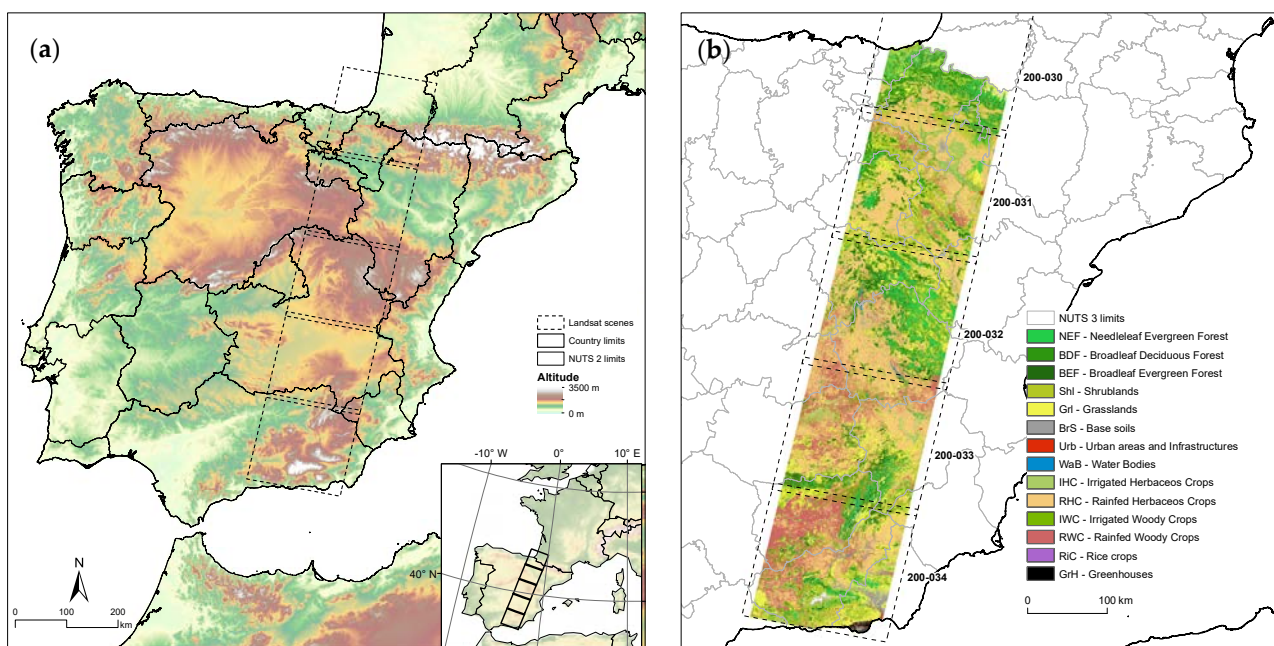 (a)
Landsat scenes
Country limits
NUTS 2 limits
Altitude
3500 m
0 m
N
0
100
200
km
-10° W
0°
10° E
40° N
(b)
200-030
200-031
200-032
200-033
200-034
NUTS 3 limits
NEF - Needleleaf Evergreen Forest
BDF - Broadleaf Deciduous Forest
BEF - Broadleaf Evergreen Forest
Shl - Shrublands
Grl - Grasslands
BrS - Base soils
Urb - Urban areas and Infrastructures
WaB - Water Bodies
IHC - Irrigated Herbaceos Crops
RHC - Rainfed Herbaceos Crops
IWC - Irrigated Woody Crops
RWC - Rainfed Woody Crops
RiC - Rice crops
GrH - Greenhouses
0
100 km